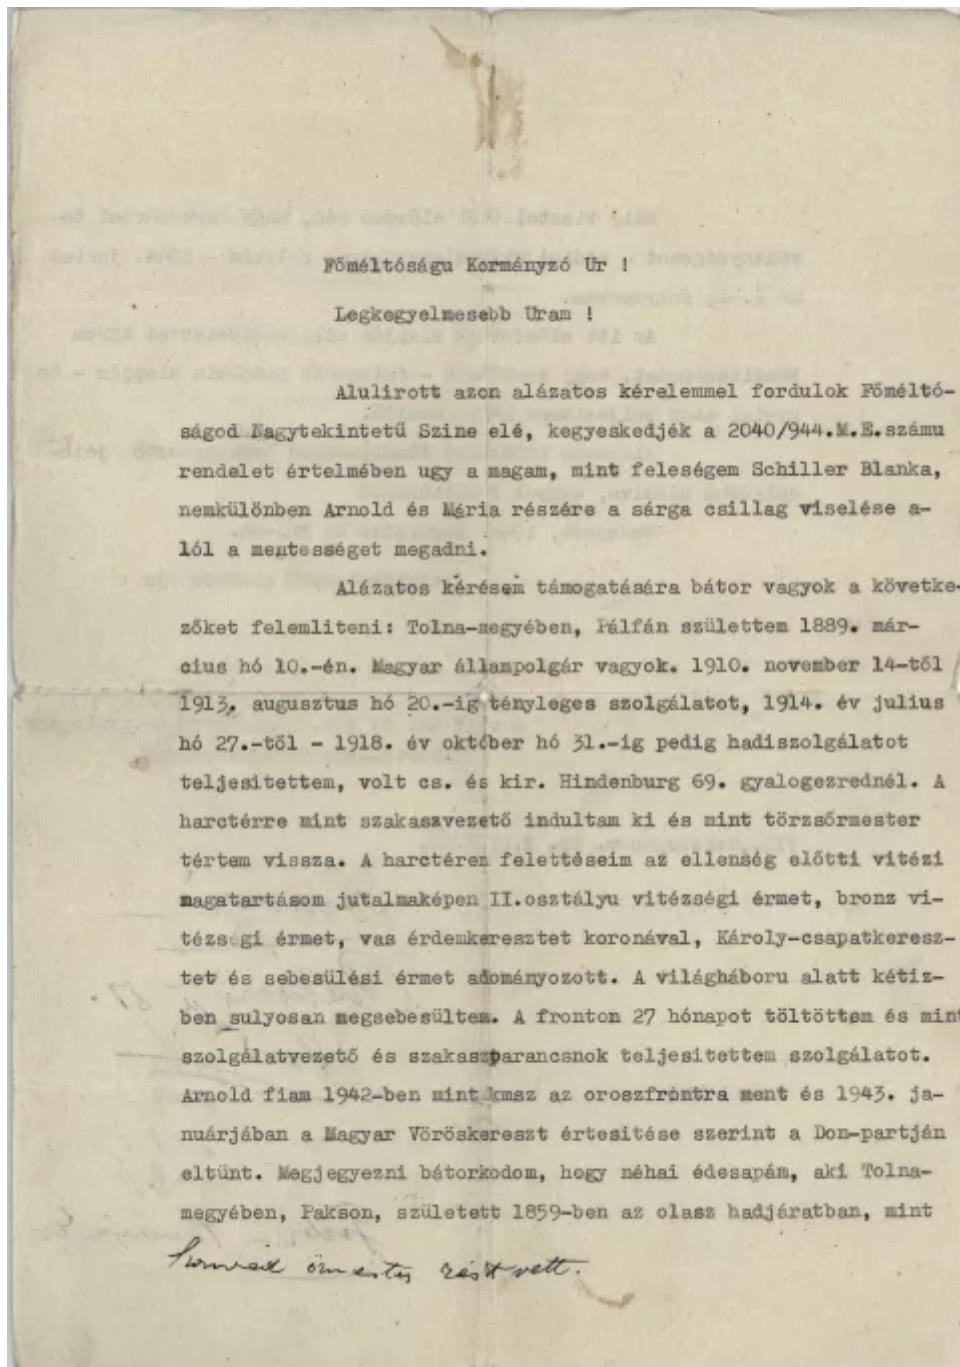 Főméltóságu Kormányzó Ur !
Legkegyelmesebb Uram !
Alulirott azon alázatos kérelemmel fordulok Főméltó-
ságod Nagytekintetű Szine elé, kegyeskedjék a 2040/944.M.E.számu
rendelet értelmében ugy a magam, mint feleségem Schiller Blanka,
nemkülönben Arnold és Mária részére a sárga csillag viselése a-
lól a mentességet megadni.
Alázatos kérésem támogatására bátor vagyok a követke-
zőket felemliteni: Tolna-megyében, Pálfán születtem 1889. már-
cius hó 10.-én. Magyar állampolgár vagyok. 1910. november 14-től
1913. augusztus hó 20.-ig tényleges szolgálatot, 1914. év julius
hó 27.-től - 1918. év október hó 31.-ig pedig hadiszolgálatot
teljesitettem, volt cs. és kir. Hindenburg 69. gyalogezrednél. A
harctérre mint szakaszvezető indultam ki és mint törzsőrmester
tértem vissza. A harctéren felettéseim az ellenség előtti vitézi
magatartásom jutalmaképen II.osztályu vitézségi érmet, bronz vi-
tézségi érmet, vas érdemkeresztet koronával, Károly-csapatkeresz-
tet és sebesülési érmet adományozott. A világháboru alatt kétiz-
ben sulyosan megsebesültem. A fronton 27 hónapot töltöttem és mint
szolgálatvezető és szakaszparancsnok teljesitettem szolgálatot.
Arnold fiam 1942-ben mint kmsz az oroszfrontra ment és 1943. ja-
nuárjában a Magyar Vöröskereszt értesitése szerint a Don-partján
eltünt. Megjegyezni bátorkodom, hogy néhai édesapám, aki Tolna-
megyében, Pakson, született 1859-ben az olasz hadjáratban, mint
részt vett.